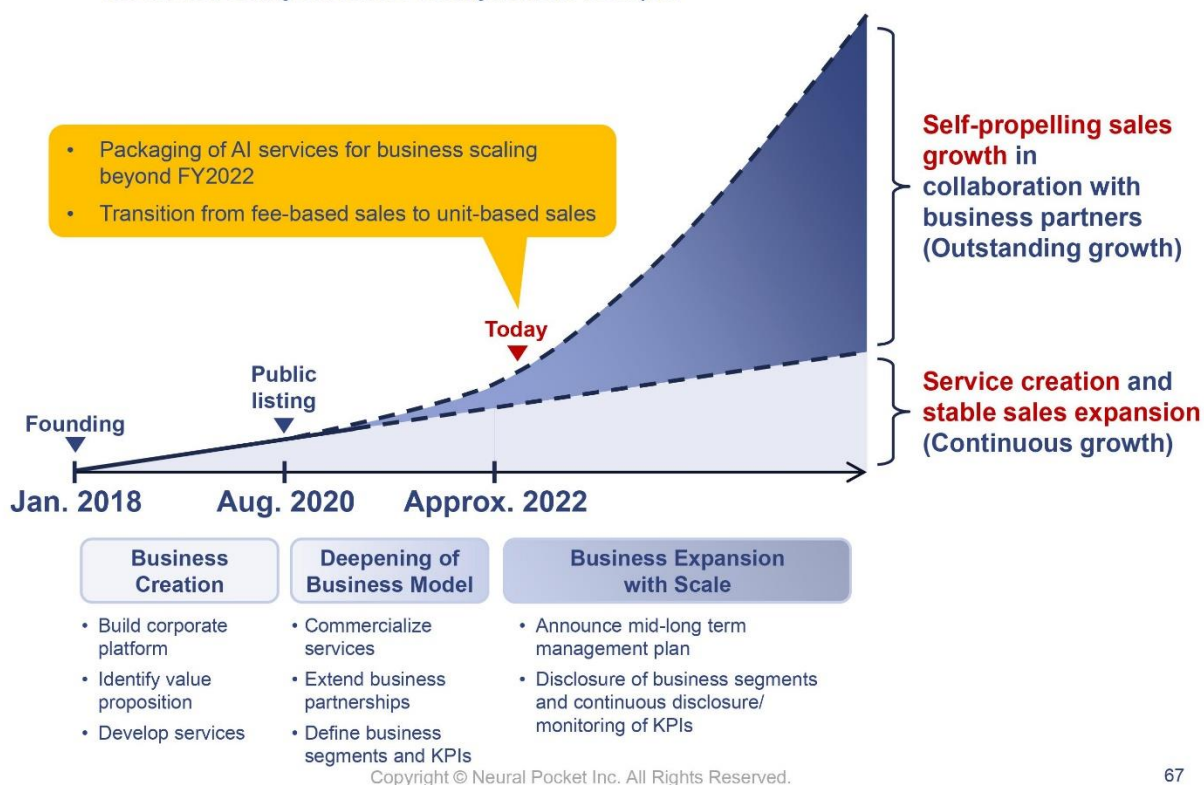 • Packaging of AI services for business scaling
beyond FY2022
• Transition from fee-based sales to unit-based sales
Self-propelling sales
growth in
collaboration with
business partners
(Outstanding growth)
Today
Public
listing
Founding
Service creation and
stable sales expansion
(Continuous growth)
Jan. 2018
Aug. 2020
Approx. 2022
Business
Creation
• Build corporate
platform
• Identify value
proposition
• Develop services
Deepening of
Business Model
• Commercialize
services
• Extend business
partnerships
• Define business
segments and KPIs
Business Expansion
with Scale
• Announce mid-long term
management plan
• Disclosure of business segments
and continuous disclosure/
monitoring of KPIs
Copyright © Neural Pocket Inc. All Rights Reserved.
67